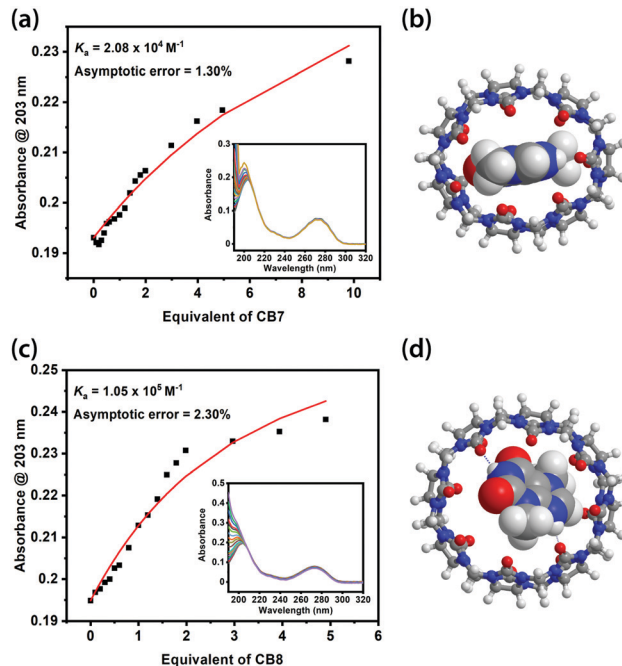 (a)
(b)
Kₐ = 2.08 x 10⁴ M⁻¹
Asymptotic error = 1.30%
Absorbance @ 203 nm
0.23
0.22
0.21
0.20
0.19
0 2 4 6 8 10
Equivalent of CB7
Absorbance
0.3
0.2
0.1
0
200 220 240 260 280 300 320
Wavelength (nm)
(c)
(d)
Kₐ = 1.05 x 10⁵ M⁻¹
Asymptotic error = 2.30%
Absorbance @ 203 nm
0.25
0.24
0.23
0.22
0.21
0.2
0.19
0 1 2 3 4 5 6
Equivalent of CB8
Absorbance
0.5
0.4
0.3
0.2
0.1
0
200 220 240 260 280 300 320
Wavelength (nm)